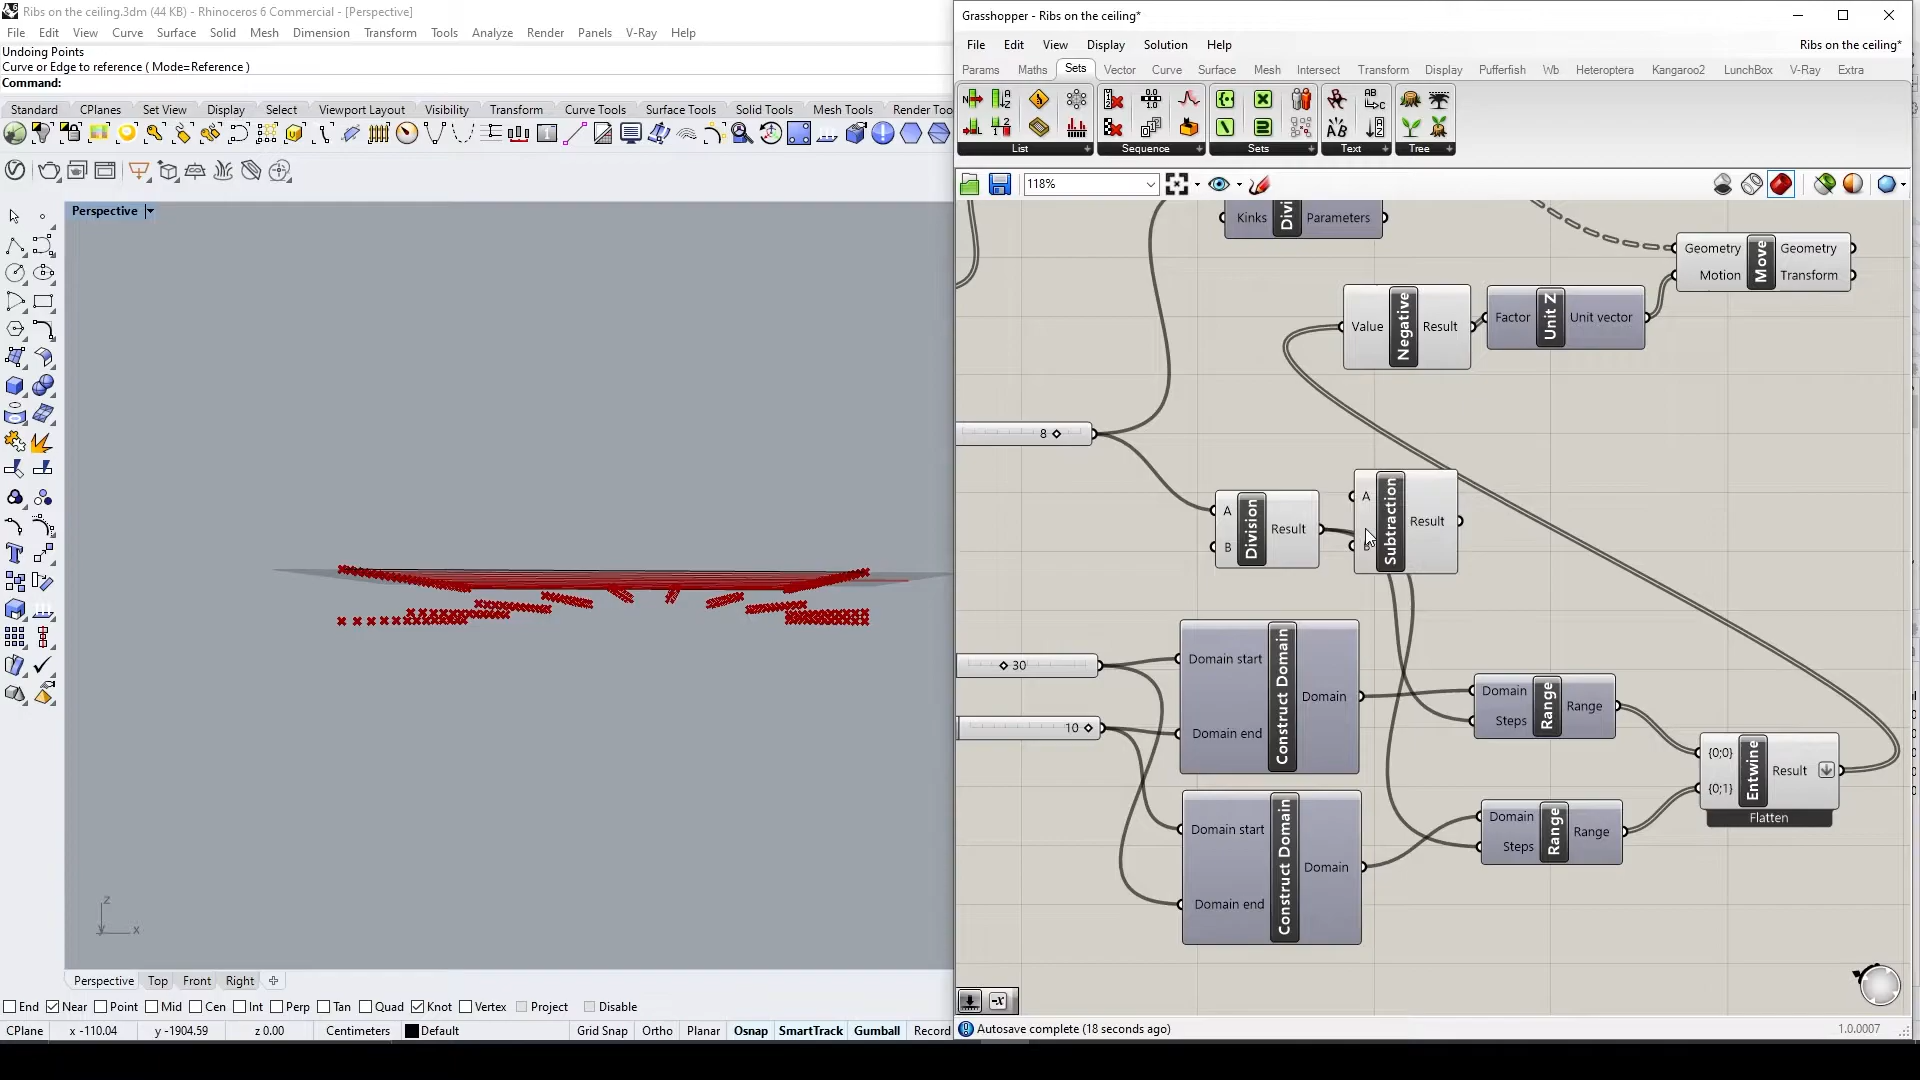 Ribs on the ceiling.3dm (44 KB) - Rhinoceros 6 Commercial - [Perspective]
File Edit View Curve Surface Solid Mesh Dimension Transform Tools Analyze Render Panels V-Ray Help
Undoing Points
Curve or Edge to reference ( Mode=Reference )
Command:
Standard CPlanes Set View Display Select Viewport Layout Visibility Transform Curve Tools Surface Tools Solid Tools Mesh Tools Render Too
Perspective
z
x
Perspective Top Front Right
End Near Point Mid Cen Int Perp Tan Quad Knot Vertex Project Disable
CPlane x -110.04 y -1904.59 z 0.00 Centimeters Default Grid Snap Ortho Planar Osnap SmartTrack Gumball Record
Grasshopper - Ribs on the ceiling*
File Edit View Display Solution Help Ribs on the ceiling*
Params Maths Sets Vector Curve Surface Mesh Intersect Transform Display Pufferfish Wb Heteroptera Kangaroo2 LunchBox V-Ray Extra
List Sequence Sets Text Tree
118%
Kinks Divi Parameters
Geometry Move Geometry
Motion Transform
Value Negative Result
Factor Unit Z Unit vector
8
A Division Result
B
A Subtraction Result
B
30
10
Domain start Construct Domain Domain
Domain end
Domain start Construct Domain Domain
Domain end
Domain Range Range
Steps
Domain Range Range
Steps
{0;0} Entwine Result
{0;1}
Flatten
Autosave complete (18 seconds ago)
1.0.0007